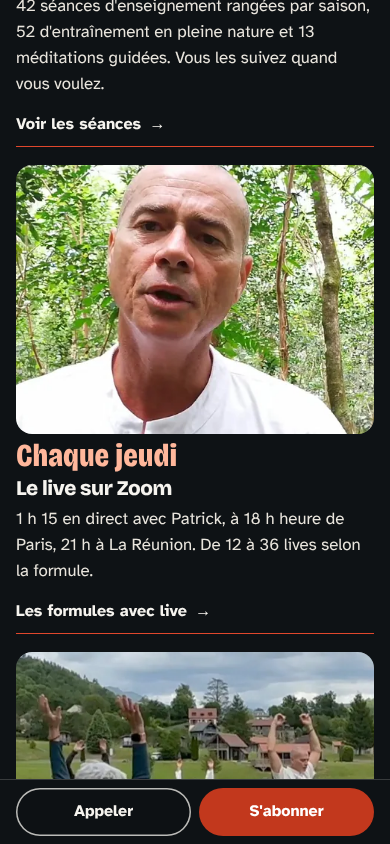 42 séances d'enseignement rangées par saison,
52 d'entraînement en pleine nature et 13
méditations guidées. Vous les suivez quand
vous voulez.
Voir les séances →
Chaque jeudi
Le live sur Zoom
1 h 15 en direct avec Patrick, à 18 h heure de
Paris, 21 h à La Réunion. De 12 à 36 lives selon
la formule.
Les formules avec live →
Appeler
S'abonner